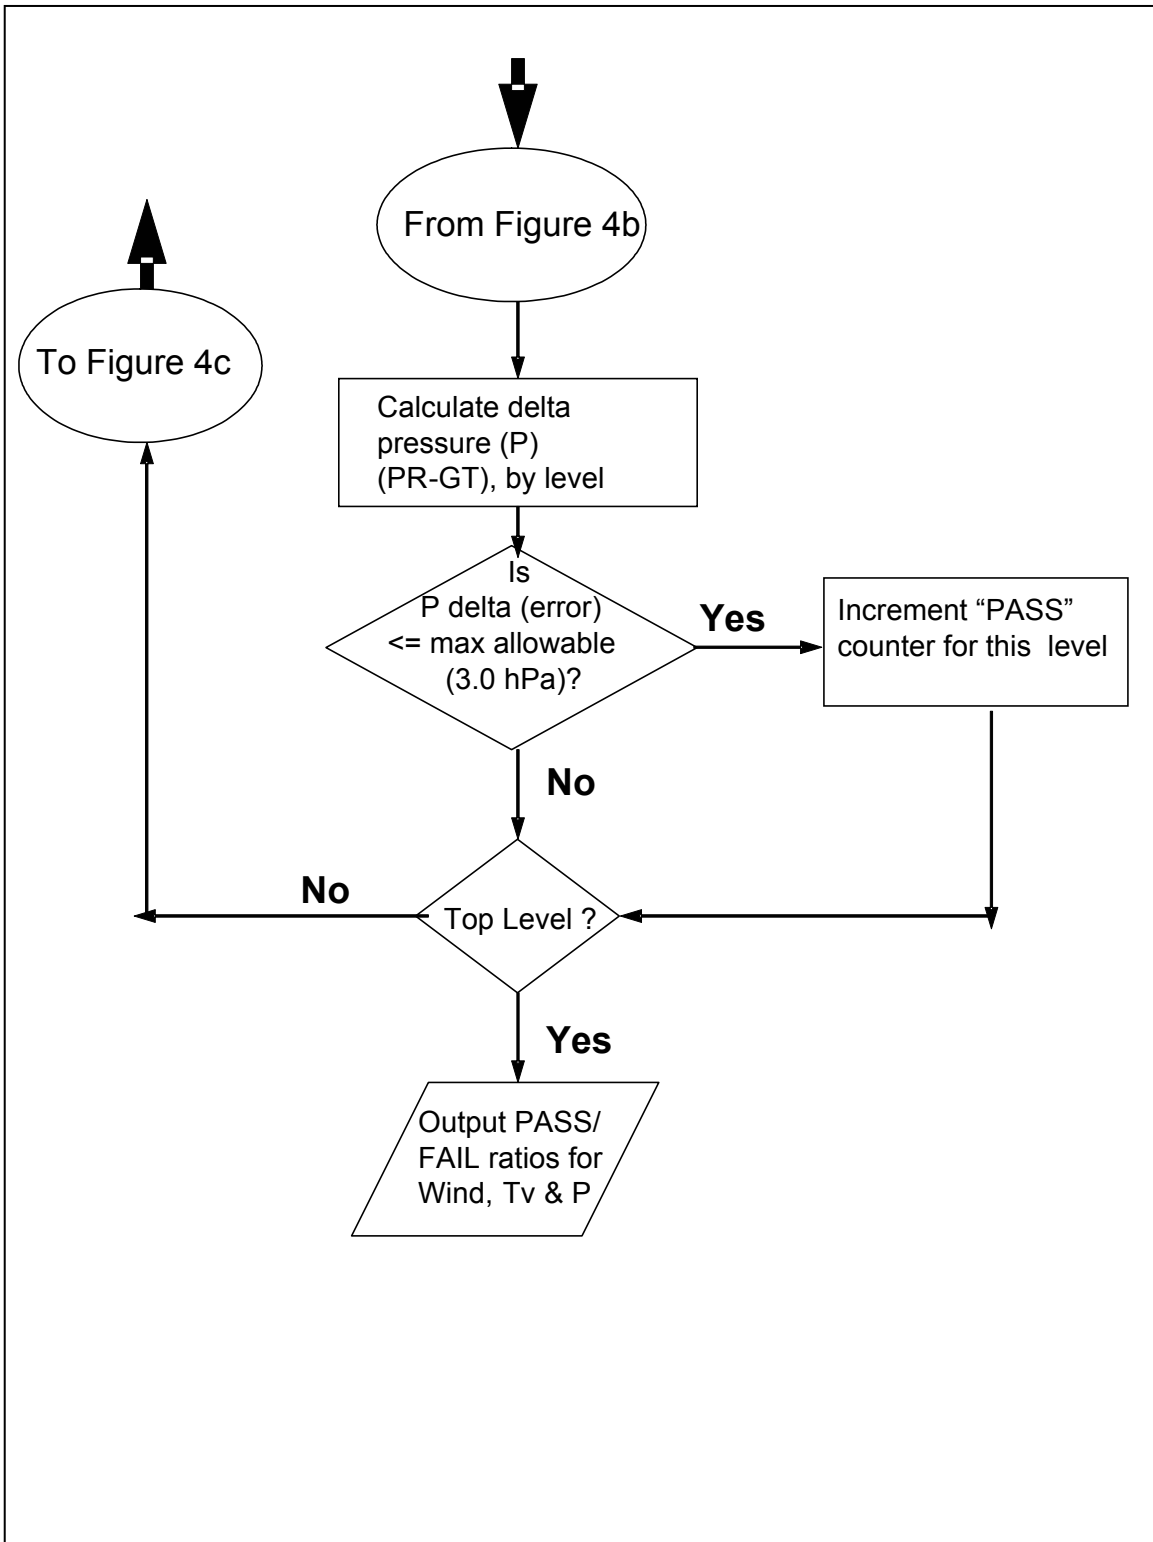 From Figure 4b
To Figure 4c
Calculate delta
pressure (P)
(PR-GT), by level
Is
P delta (error)
<= max allowable
(3.0 hPa)?
Yes
Increment “PASS”
counter for this level
No
Top Level ?
No
Yes
Output PASS/
FAIL ratios for
Wind, Tv & P